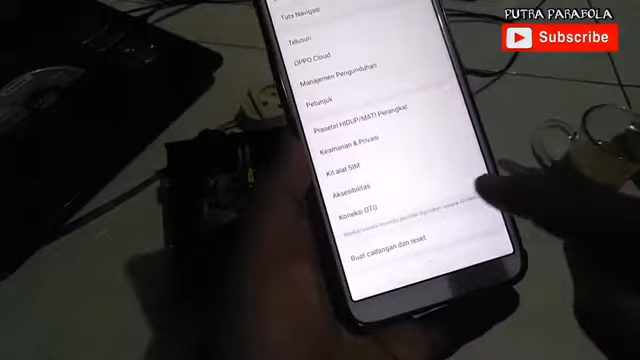 PUTRA PARABOLA
Subscribe
Tuts Navigasi
Telusuri
OPPO Cloud
Manajemen Pengunduhan
Petunjuk
Prasetel HIDUP/MATI Perangkat
Keamanan & Privasi
Kit alat SIM
Aksesibilitas
Koneksi OTG
Buat cadangan dan reset